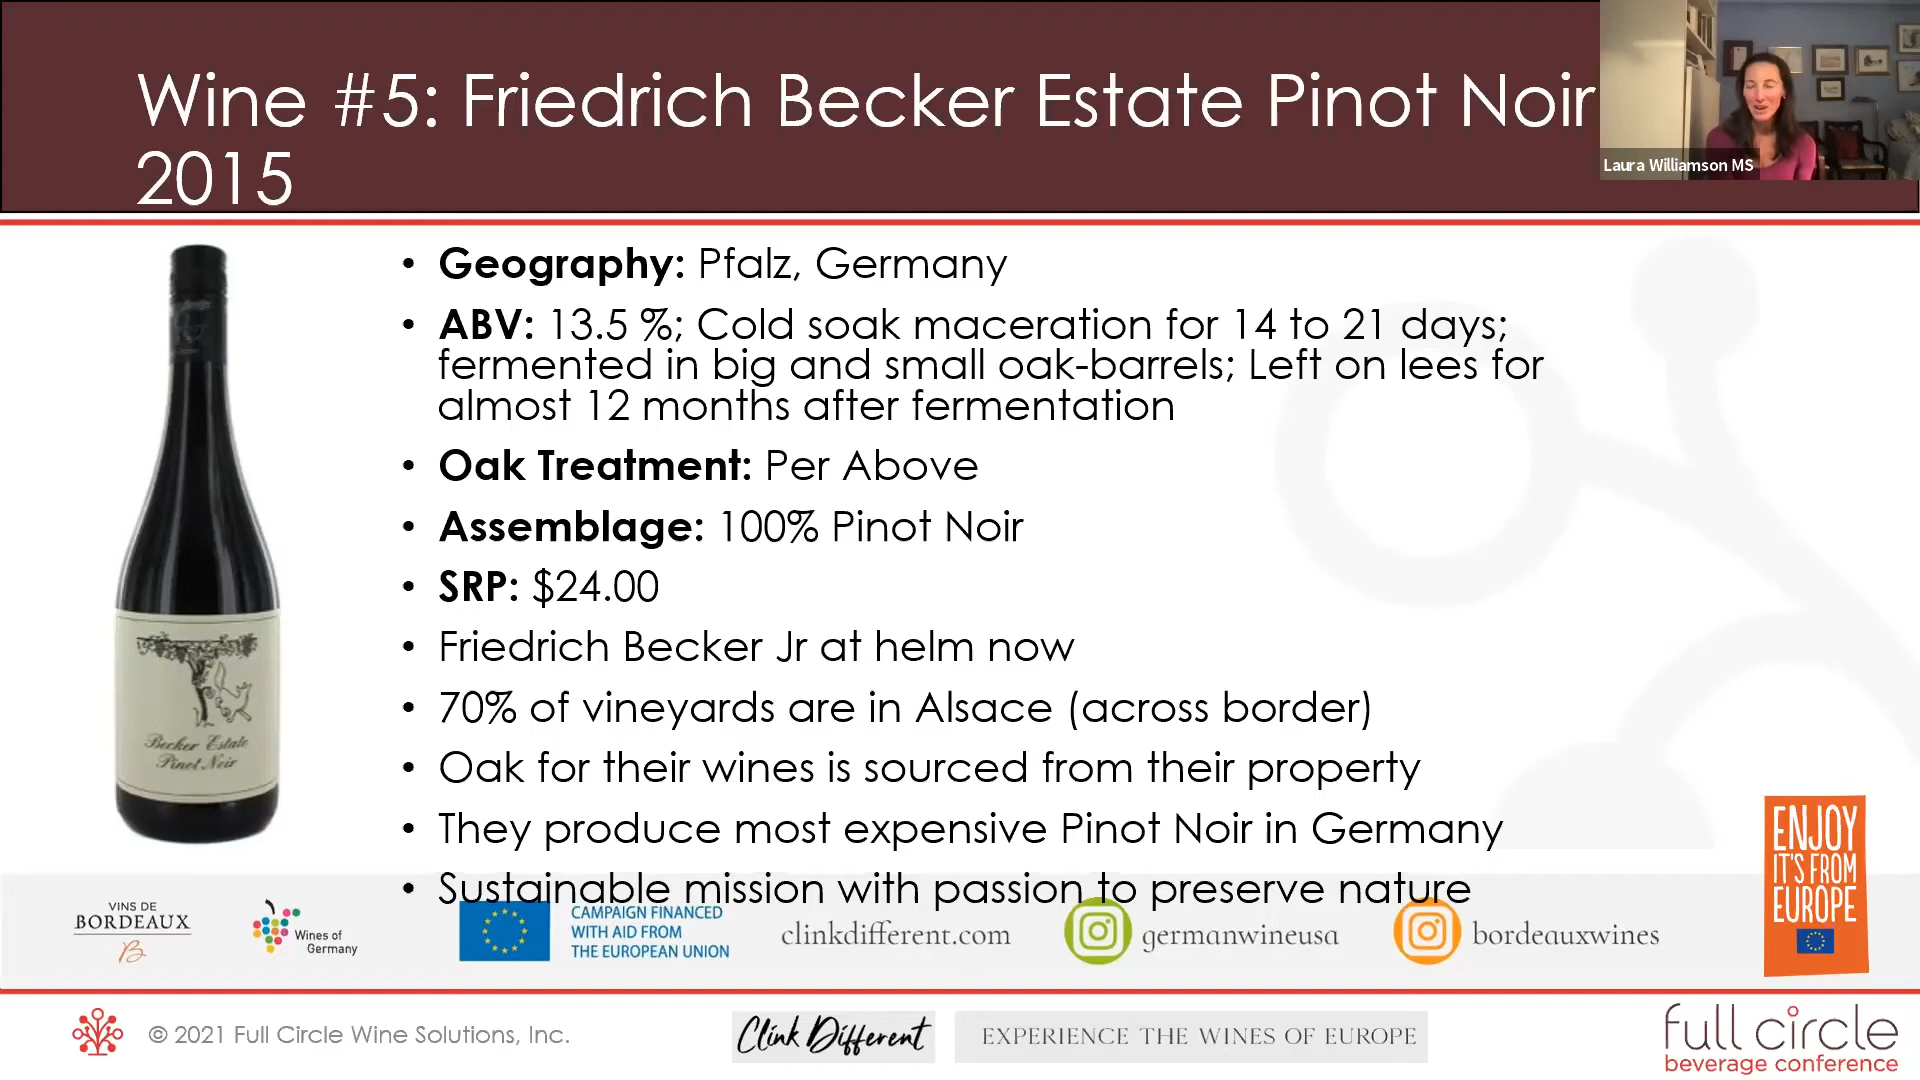 Wine #5: Friedrich Becker Estate Pinot Noir
2015
Laura Williamson MS
• Geography: Pfalz, Germany
• ABV: 13.5 %; Cold soak maceration for 14 to 21 days;
fermented in big and small oak-barrels; Left on lees for
almost 12 months after fermentation
• Oak Treatment: Per Above
• Assemblage: 100% Pinot Noir
• SRP: $24.00
• Friedrich Becker Jr at helm now
• 70% of vineyards are in Alsace (across border)
• Oak for their wines is sourced from their property
• They produce most expensive Pinot Noir in Germany
• Sustainable mission with passion to preserve nature
Becker Estate
Pinot Noir
VINS DE
BORDEAUX
B
Wines of
Germany
CAMPAIGN FINANCED
WITH AID FROM
THE EUROPEAN UNION
clinkdifferent.com
germanwineusa
bordeauxwines
ENJOY
IT'S FROM
EUROPE
© 2021 Full Circle Wine Solutions, Inc.
Clink Different
EXPERIENCE THE WINES OF EUROPE
full circle
beverage conference